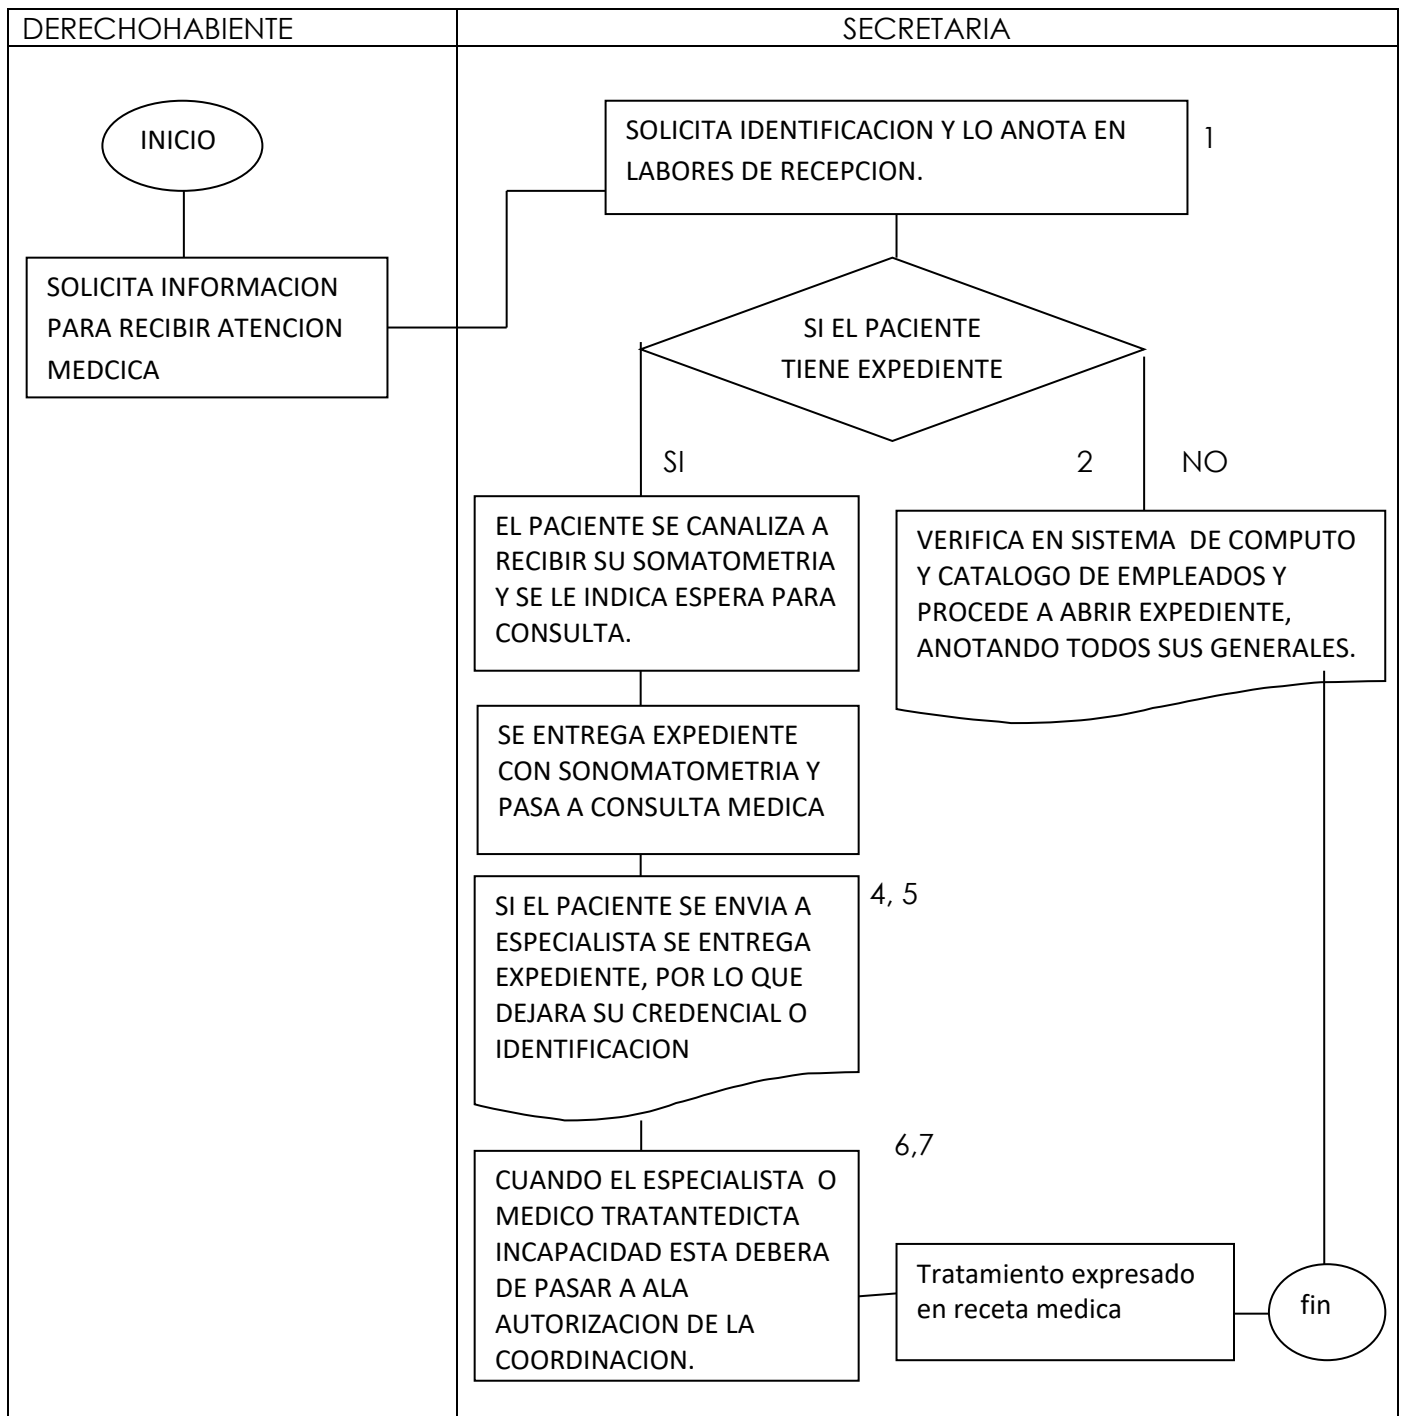 DERECHOHABIENTE
SECRETARIA
INICIO
SOLICITA INFORMACION
PARA RECIBIR ATENCION
MEDCICA
SOLICITA IDENTIFICACION Y LO ANOTA EN
LABORES DE RECEPCION.
1
SI EL PACIENTE
TIENE EXPEDIENTE
SI
2
NO
EL PACIENTE SE CANALIZA A
RECIBIR SU SOMATOMETRIA
Y SE LE INDICA ESPERA PARA
CONSULTA.
VERIFICA EN SISTEMA DE COMPUTO
Y CATALOGO DE EMPLEADOS Y
PROCEDE A ABRIR EXPEDIENTE,
ANOTANDO TODOS SUS GENERALES.
SE ENTREGA EXPEDIENTE
CON SONOMATOMETRIA Y
PASA A CONSULTA MEDICA
4, 5
SI EL PACIENTE SE ENVIA A
ESPECIALISTA SE ENTREGA
EXPEDIENTE, POR LO QUE
DEJARA SU CREDENCIAL O
IDENTIFICACION
6,7
CUANDO EL ESPECIALISTA O
MEDICO TRATANTEDICTA
INCAPACIDAD ESTA DEBERA
DE PASAR A ALA
AUTORIZACION DE LA
COORDINACION.
Tratamiento expresado
en receta medica
fin